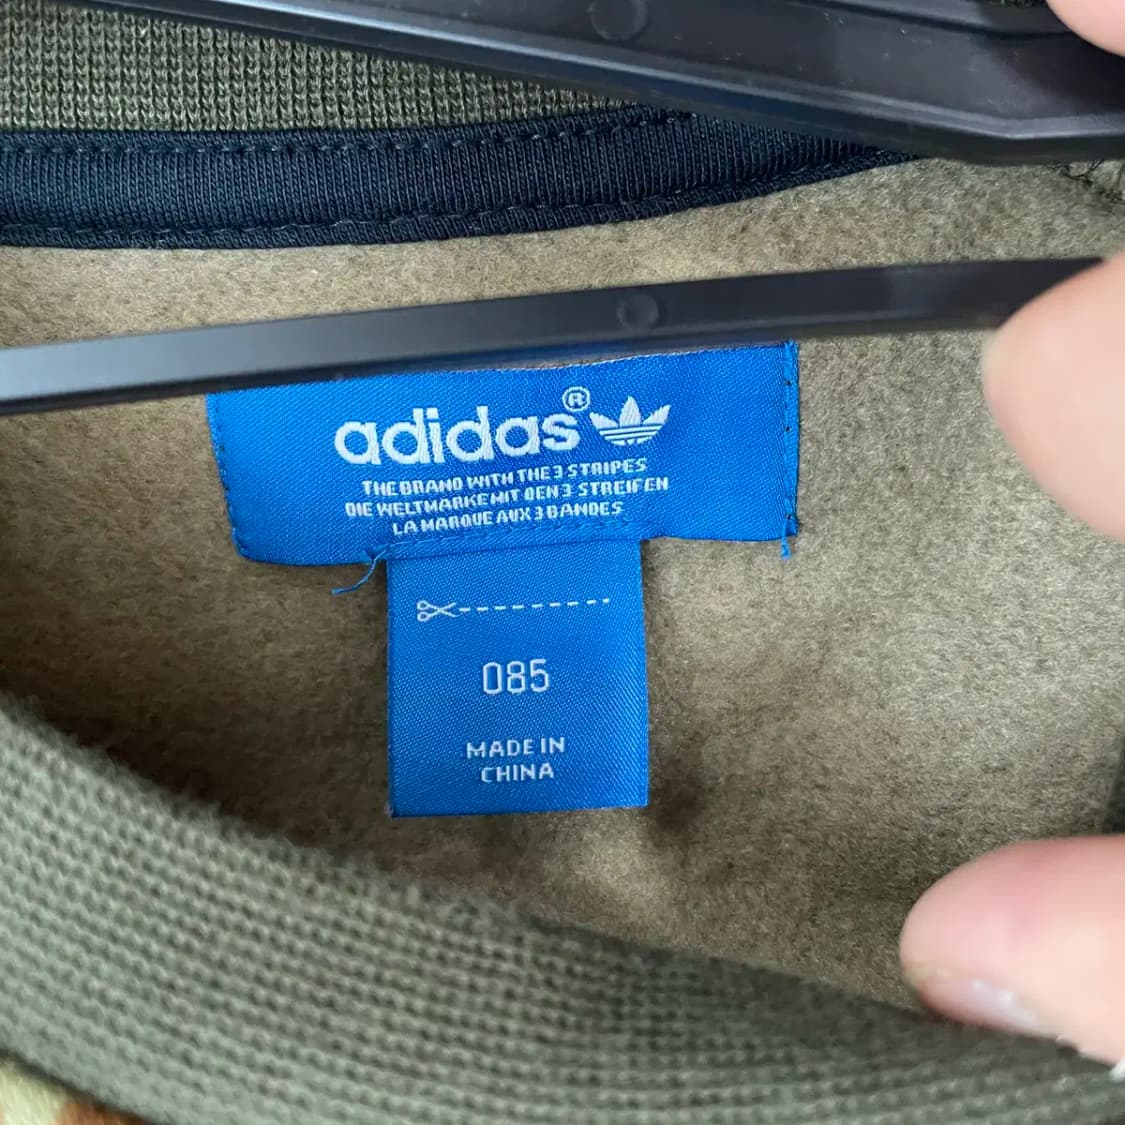 adidas®
THE BRAND WITH THE 3 STRIPES
DIE WELTMARKE MIT DEN 3 STREIFEN
LA MARQUE AUX 3 BANDES
085
MADE IN
CHINA